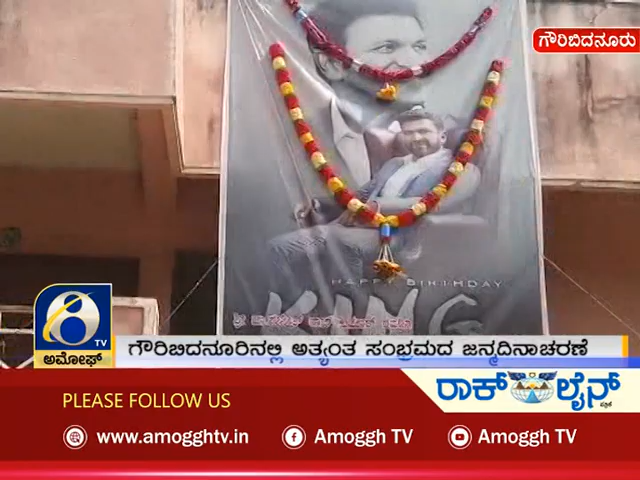 ಗೌರಿಬಿದನೂರು
HAPPY BIRTHDAY
KING
TV
ಅಮೋಘ್
ಗೌರಿಬಿದನೂರಿನಲ್ಲಿ ಅತ್ಯಂತ ಸಂಭ್ರಮದ ಜನ್ಮದಿನಾಚರಣೆ
PLEASE FOLLOW US
ರಾಕ್ ಲೈನ್
www.amogghtv.in
Amoggh TV
Amoggh TV